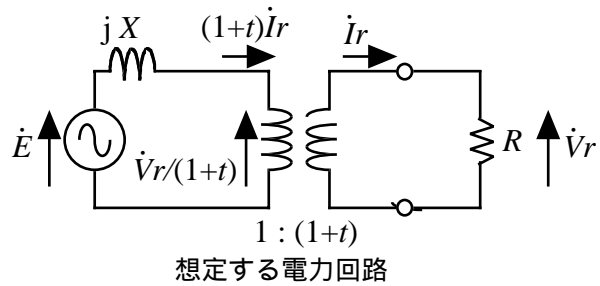 j X
(1+t)İr
İr
Ė
V̇r/(1+t)
R
V̇r
1 : (1+t)
想定する電力回路